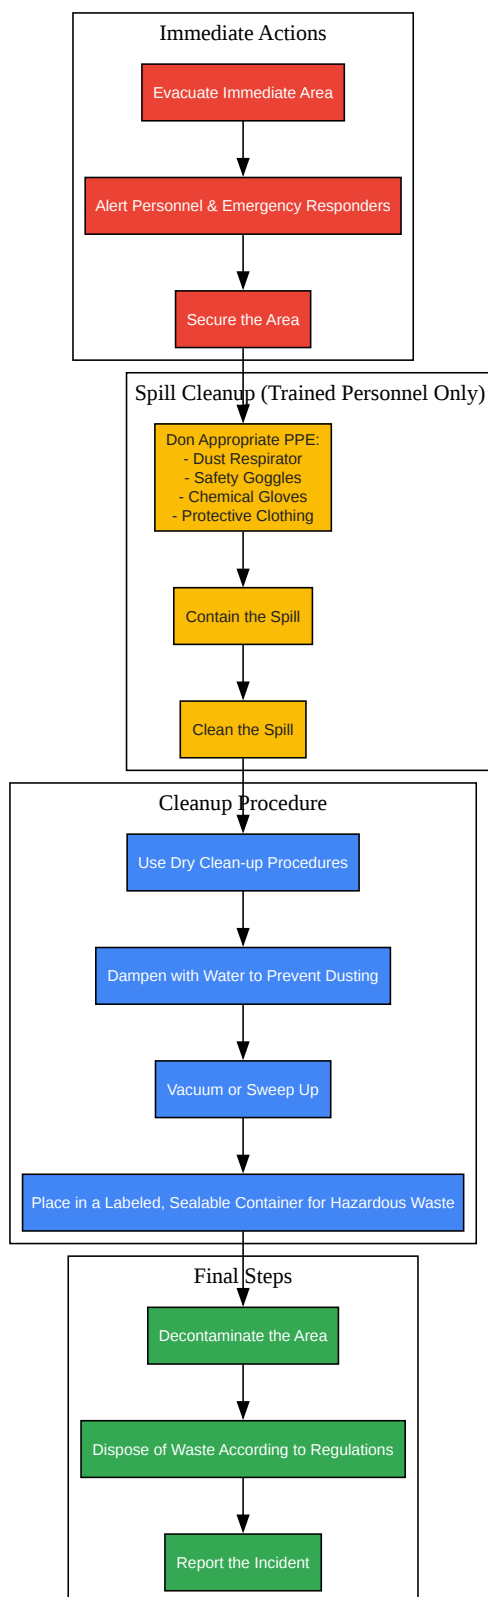 Immediate Actions
Evacuate Immediate Area
Alert Personnel & Emergency Responders
Secure the Area
Spill Cleanup (Trained Personnel Only)
Don Appropriate PPE:
- Dust Respirator
- Safety Goggles
- Chemical Gloves
- Protective Clothing
Contain the Spill
Clean the Spill
Cleanup Procedure
Use Dry Clean-up Procedures
Dampen with Water to Prevent Dusting
Vacuum or Sweep Up
Place in a Labeled, Sealable Container for Hazardous Waste
Final Steps
Decontaminate the Area
Dispose of Waste According to Regulations
Report the Incident